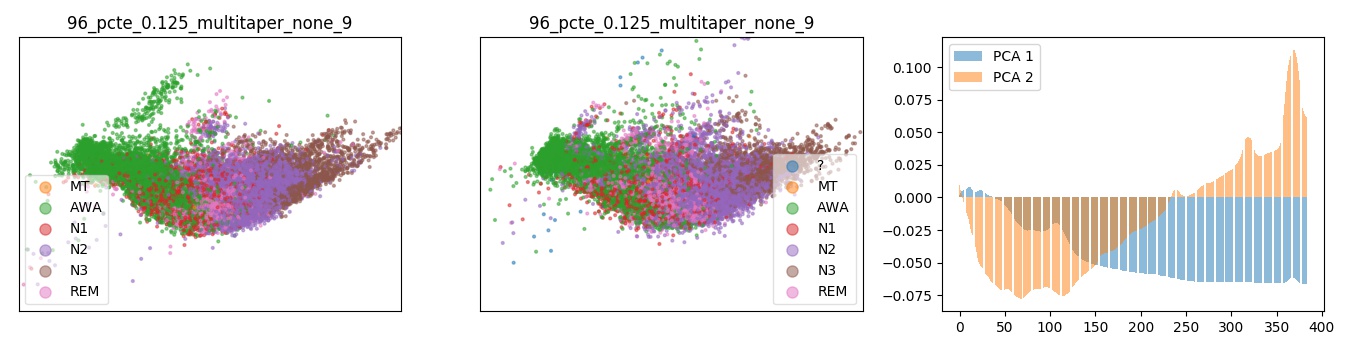 96_pcte_0.125_multitaper_none_9
MT
AWA
N1
N2
N3
REM
96_pcte_0.125_multitaper_none_9
?
MT
AWA
N1
N2
N3
REM
PCA 1
PCA 2
0.100
0.075
0.050
0.025
0.000
−0.025
−0.050
−0.075
0 50 100 150 200 250 300 350 400